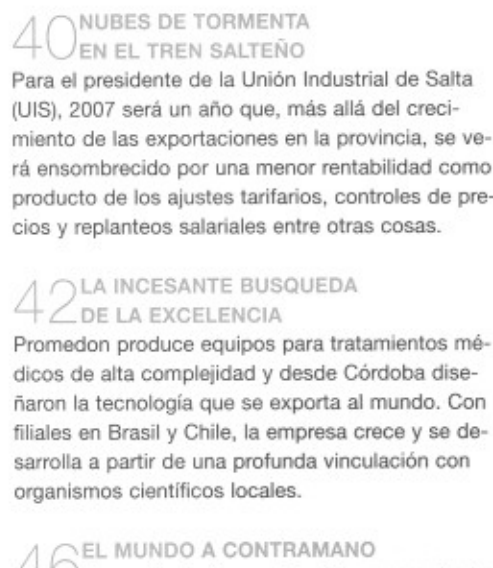 40 NUBES DE TORMENTA
EN EL TREN SALTEÑO
Para el presidente de la Unión Industrial de Salta
(UIS), 2007 será un año que, más allá del creci-
miento de las exportaciones en la provincia, se ve-
rá ensombrecido por una menor rentabilidad como
producto de los ajustes tarifarios, controles de pre-
cios y replanteos salariales entre otras cosas.
42 LA INCESANTE BUSQUEDA
DE LA EXCELENCIA
Promedon produce equipos para tratamientos mé-
dicos de alta complejidad y desde Córdoba dise-
ñaron la tecnología que se exporta al mundo. Con
filiales en Brasil y Chile, la empresa crece y se de-
sarrolla a partir de una profunda vinculación con
organismos científicos locales.
46 EL MUNDO A CONTRAMANO